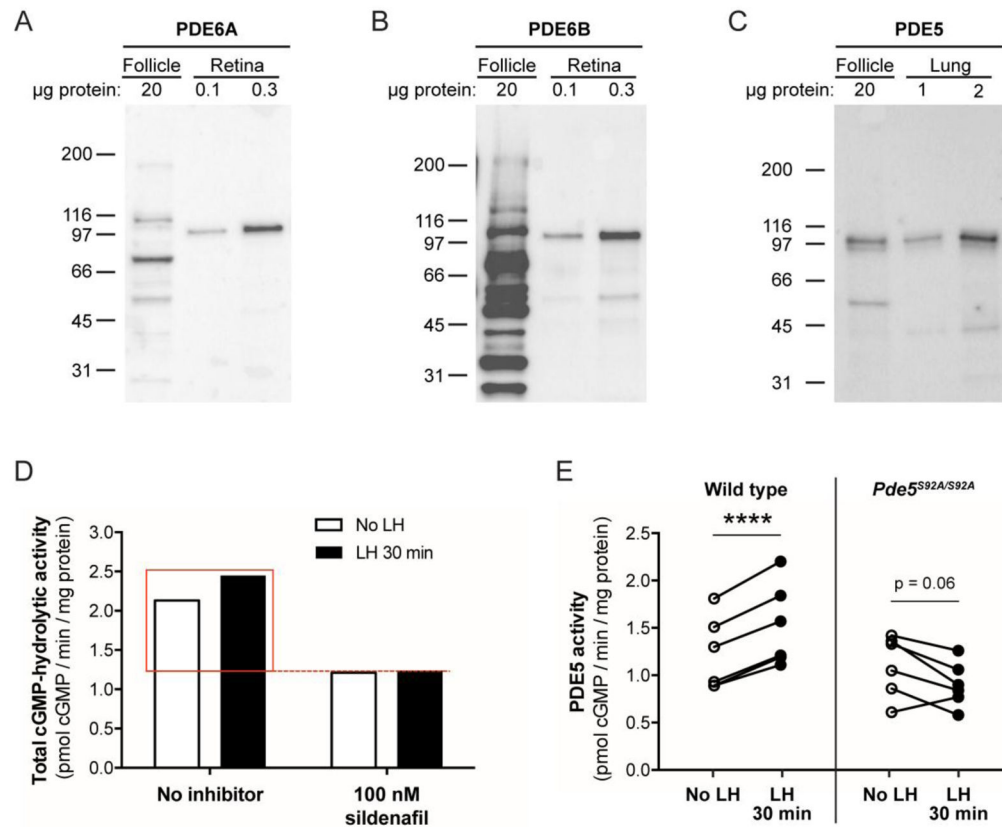 A
PDE6A
Follicle Retina
µg protein: 20 0.1 0.3
200
116
97
66
45
31
B
PDE6B
Follicle Retina
20 0.1 0.3
200
116
97
66
45
31
C
PDE5
Follicle Lung
µg protein: 20 1 2
200
116
97
66
45
31
D
Total cGMP-hydrolytic activity
(pmol cGMP / min / mg protein)
3.0
2.5
2.0
1.5
1.0
0.5
0.0
No LH
LH 30 min
No inhibitor
100 nM
sildenafil
E
Wild type
Pde5S92A/S92A
PDE5 activity
(pmol cGMP / min / mg protein)
2.5
2.0
1.5
1.0
0.5
0.0
****
p = 0.06
No LH LH
30 min
No LH LH
30 min